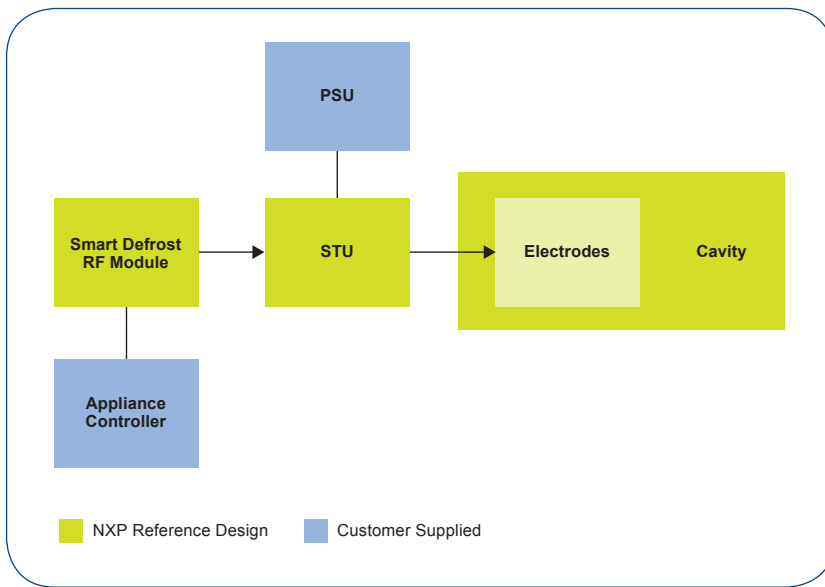 PSU
Smart Defrost
RF Module
STU
Electrodes
Cavity
Appliance
Controller
NXP Reference Design
Customer Supplied